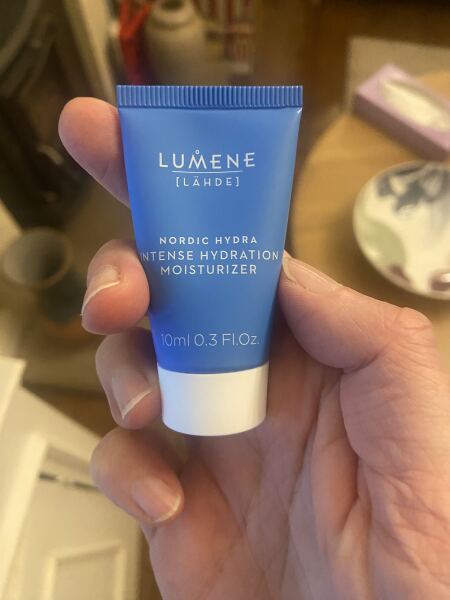 LUMENE
[LÄHDE]
NORDIC HYDRA
INTENSE HYDRATION
MOISTURIZER
10ml 0.3 Fl.Oz.